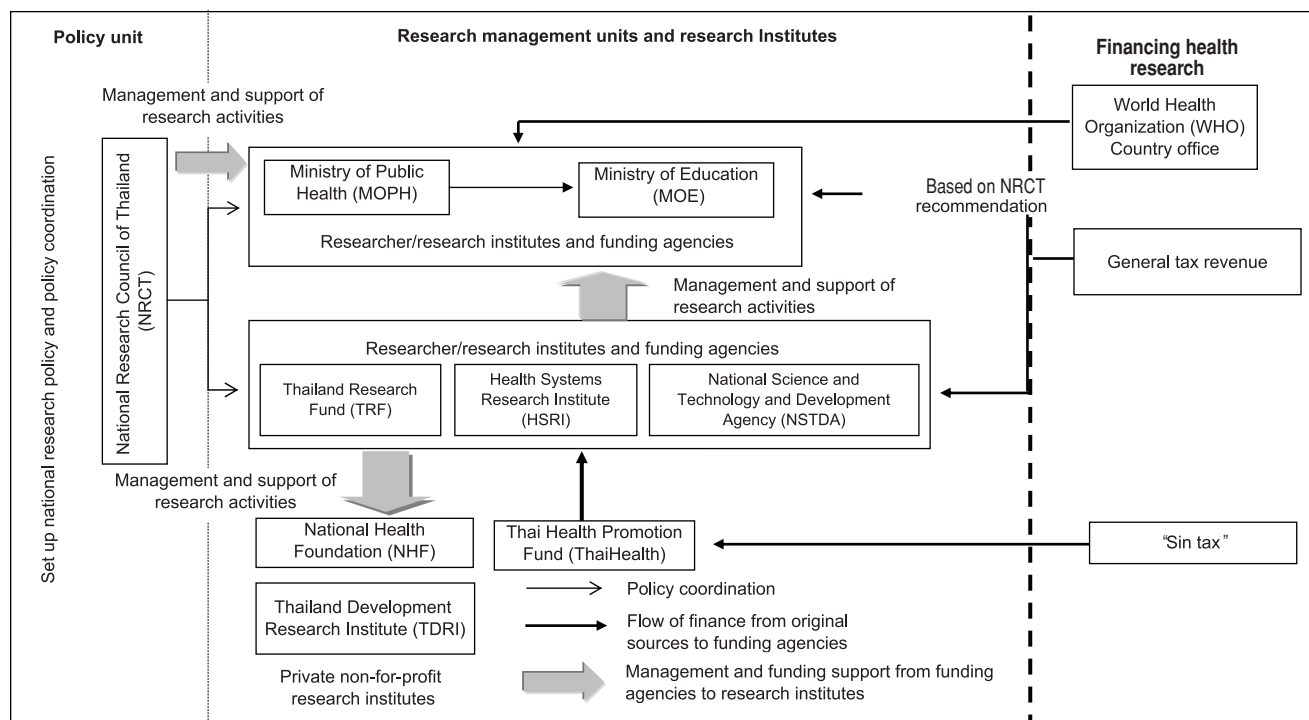 Policy unit
Research management units and research Institutes
Financing health
research
Management and support of
research activities
World Health
Organization (WHO)
Country office
Set up national research policy and policy coordination
National Research Council of Thailand
(NRCT)
Ministry of Public
Health (MOPH)
Ministry of Education
(MOE)
Researcher/research institutes and funding agencies
Based on NRCT
recommendation
General tax revenue
Management and support of
research activities
Researcher/research institutes and funding agencies
Thailand Research
Fund (TRF)
Health Systems
Research Institute
(HSRI)
National Science and
Technology and Development
Agency (NSTDA)
Management and support of
research activities
National Health
Foundation (NHF)
Thai Health Promotion
Fund (ThaiHealth)
“Sin tax”
Thailand Development
Research Institute (TDRI)
Private non-for-profit
research institutes
Policy coordination
Flow of finance from original
sources to funding agencies
Management and funding support from funding
agencies to research institutes